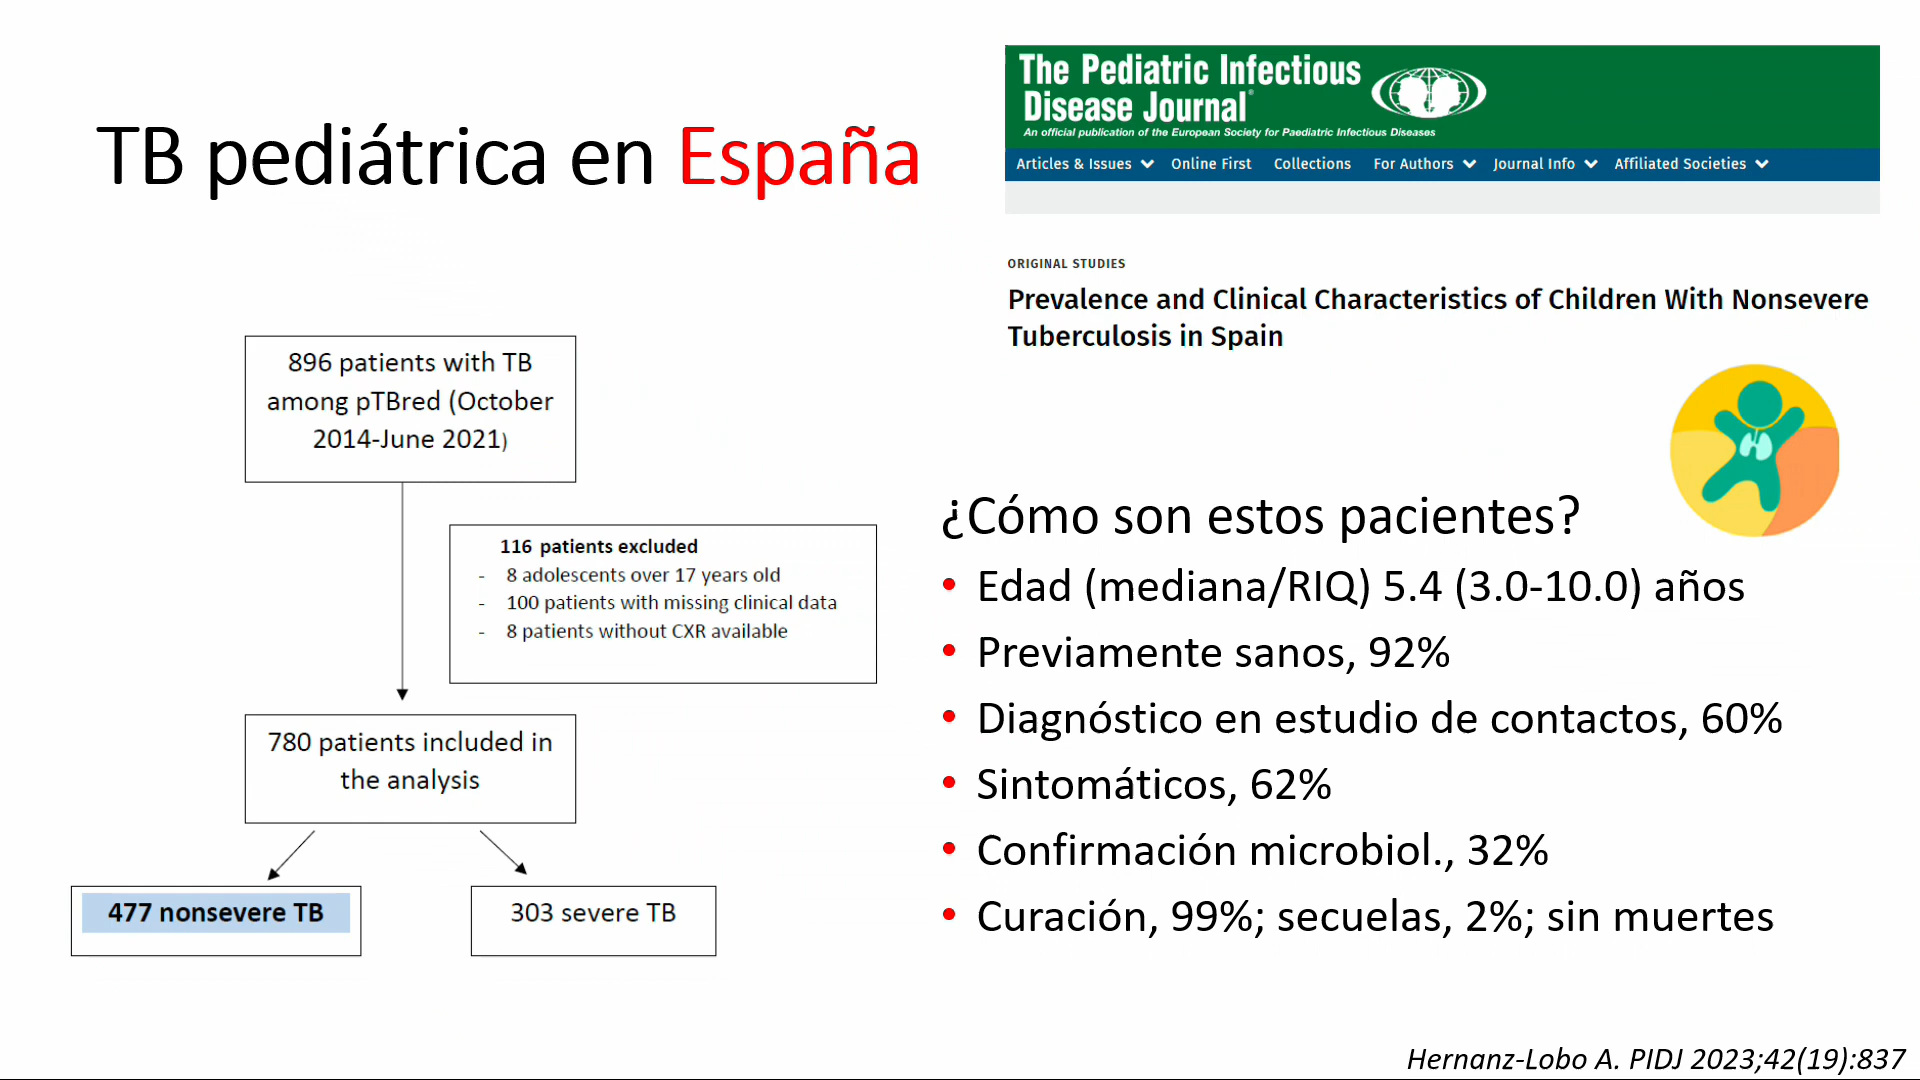 TB pediátrica en España
The Pediatric Infectious
Disease Journal®
An official publication of the European Society for Paediatric Infectious Diseases
Articles & Issues Online First Collections For Authors Journal Info Affiliated Societies
ORIGINAL STUDIES
Prevalence and Clinical Characteristics of Children With Nonsevere
Tuberculosis in Spain
896 patients with TB
among pTBred (October
2014-June 2021)
116 patients excluded
- 8 adolescents over 17 years old
- 100 patients with missing clinical data
- 8 patients without CXR available
780 patients included in
the analysis
477 nonsevere TB
303 severe TB
¿Cómo son estos pacientes?
• Edad (mediana/RIQ) 5.4 (3.0-10.0) años
• Previamente sanos, 92%
• Diagnóstico en estudio de contactos, 60%
• Sintomáticos, 62%
• Confirmación microbiol., 32%
• Curación, 99%; secuelas, 2%; sin muertes
Hernanz-Lobo A. PIDJ 2023;42(19):837